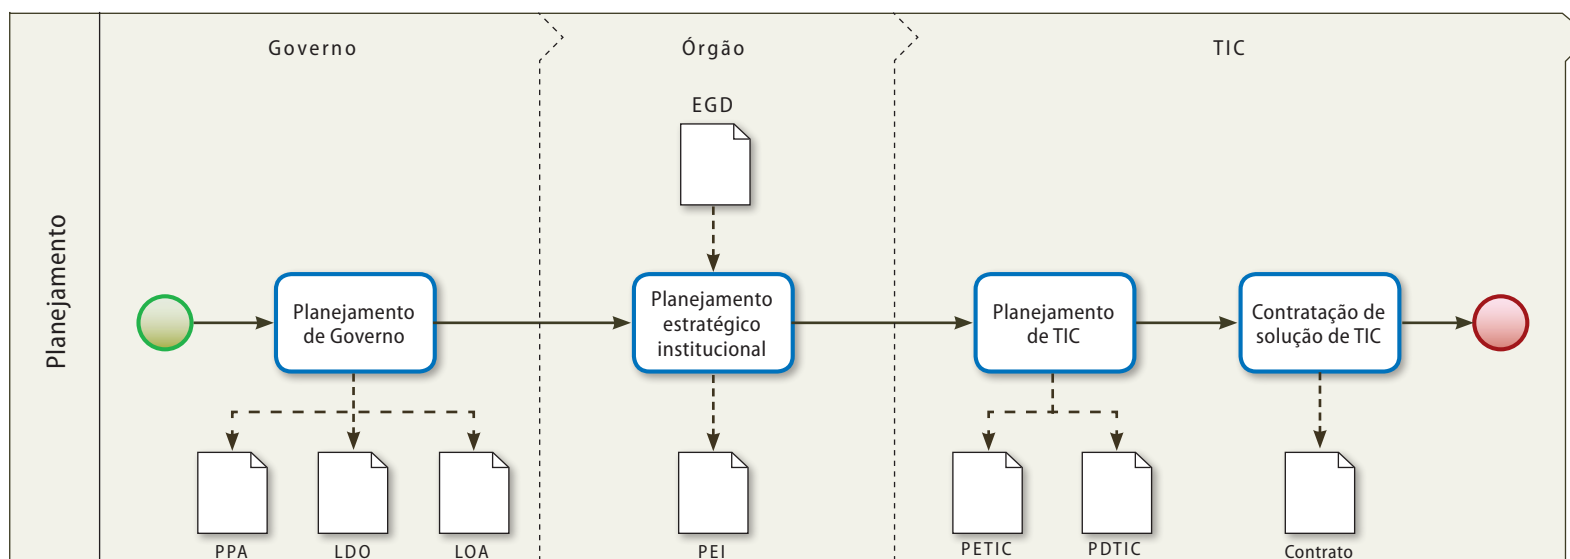 Governo
Órgão
TIC
EGD
Planejamento
Planejamento
de Governo
Planejamento
estratégico
institucional
Planejamento
de TIC
Contratação de
solução de TIC
PPA
LDO
LOA
PEI
PETIC
PDTIC
Contrato